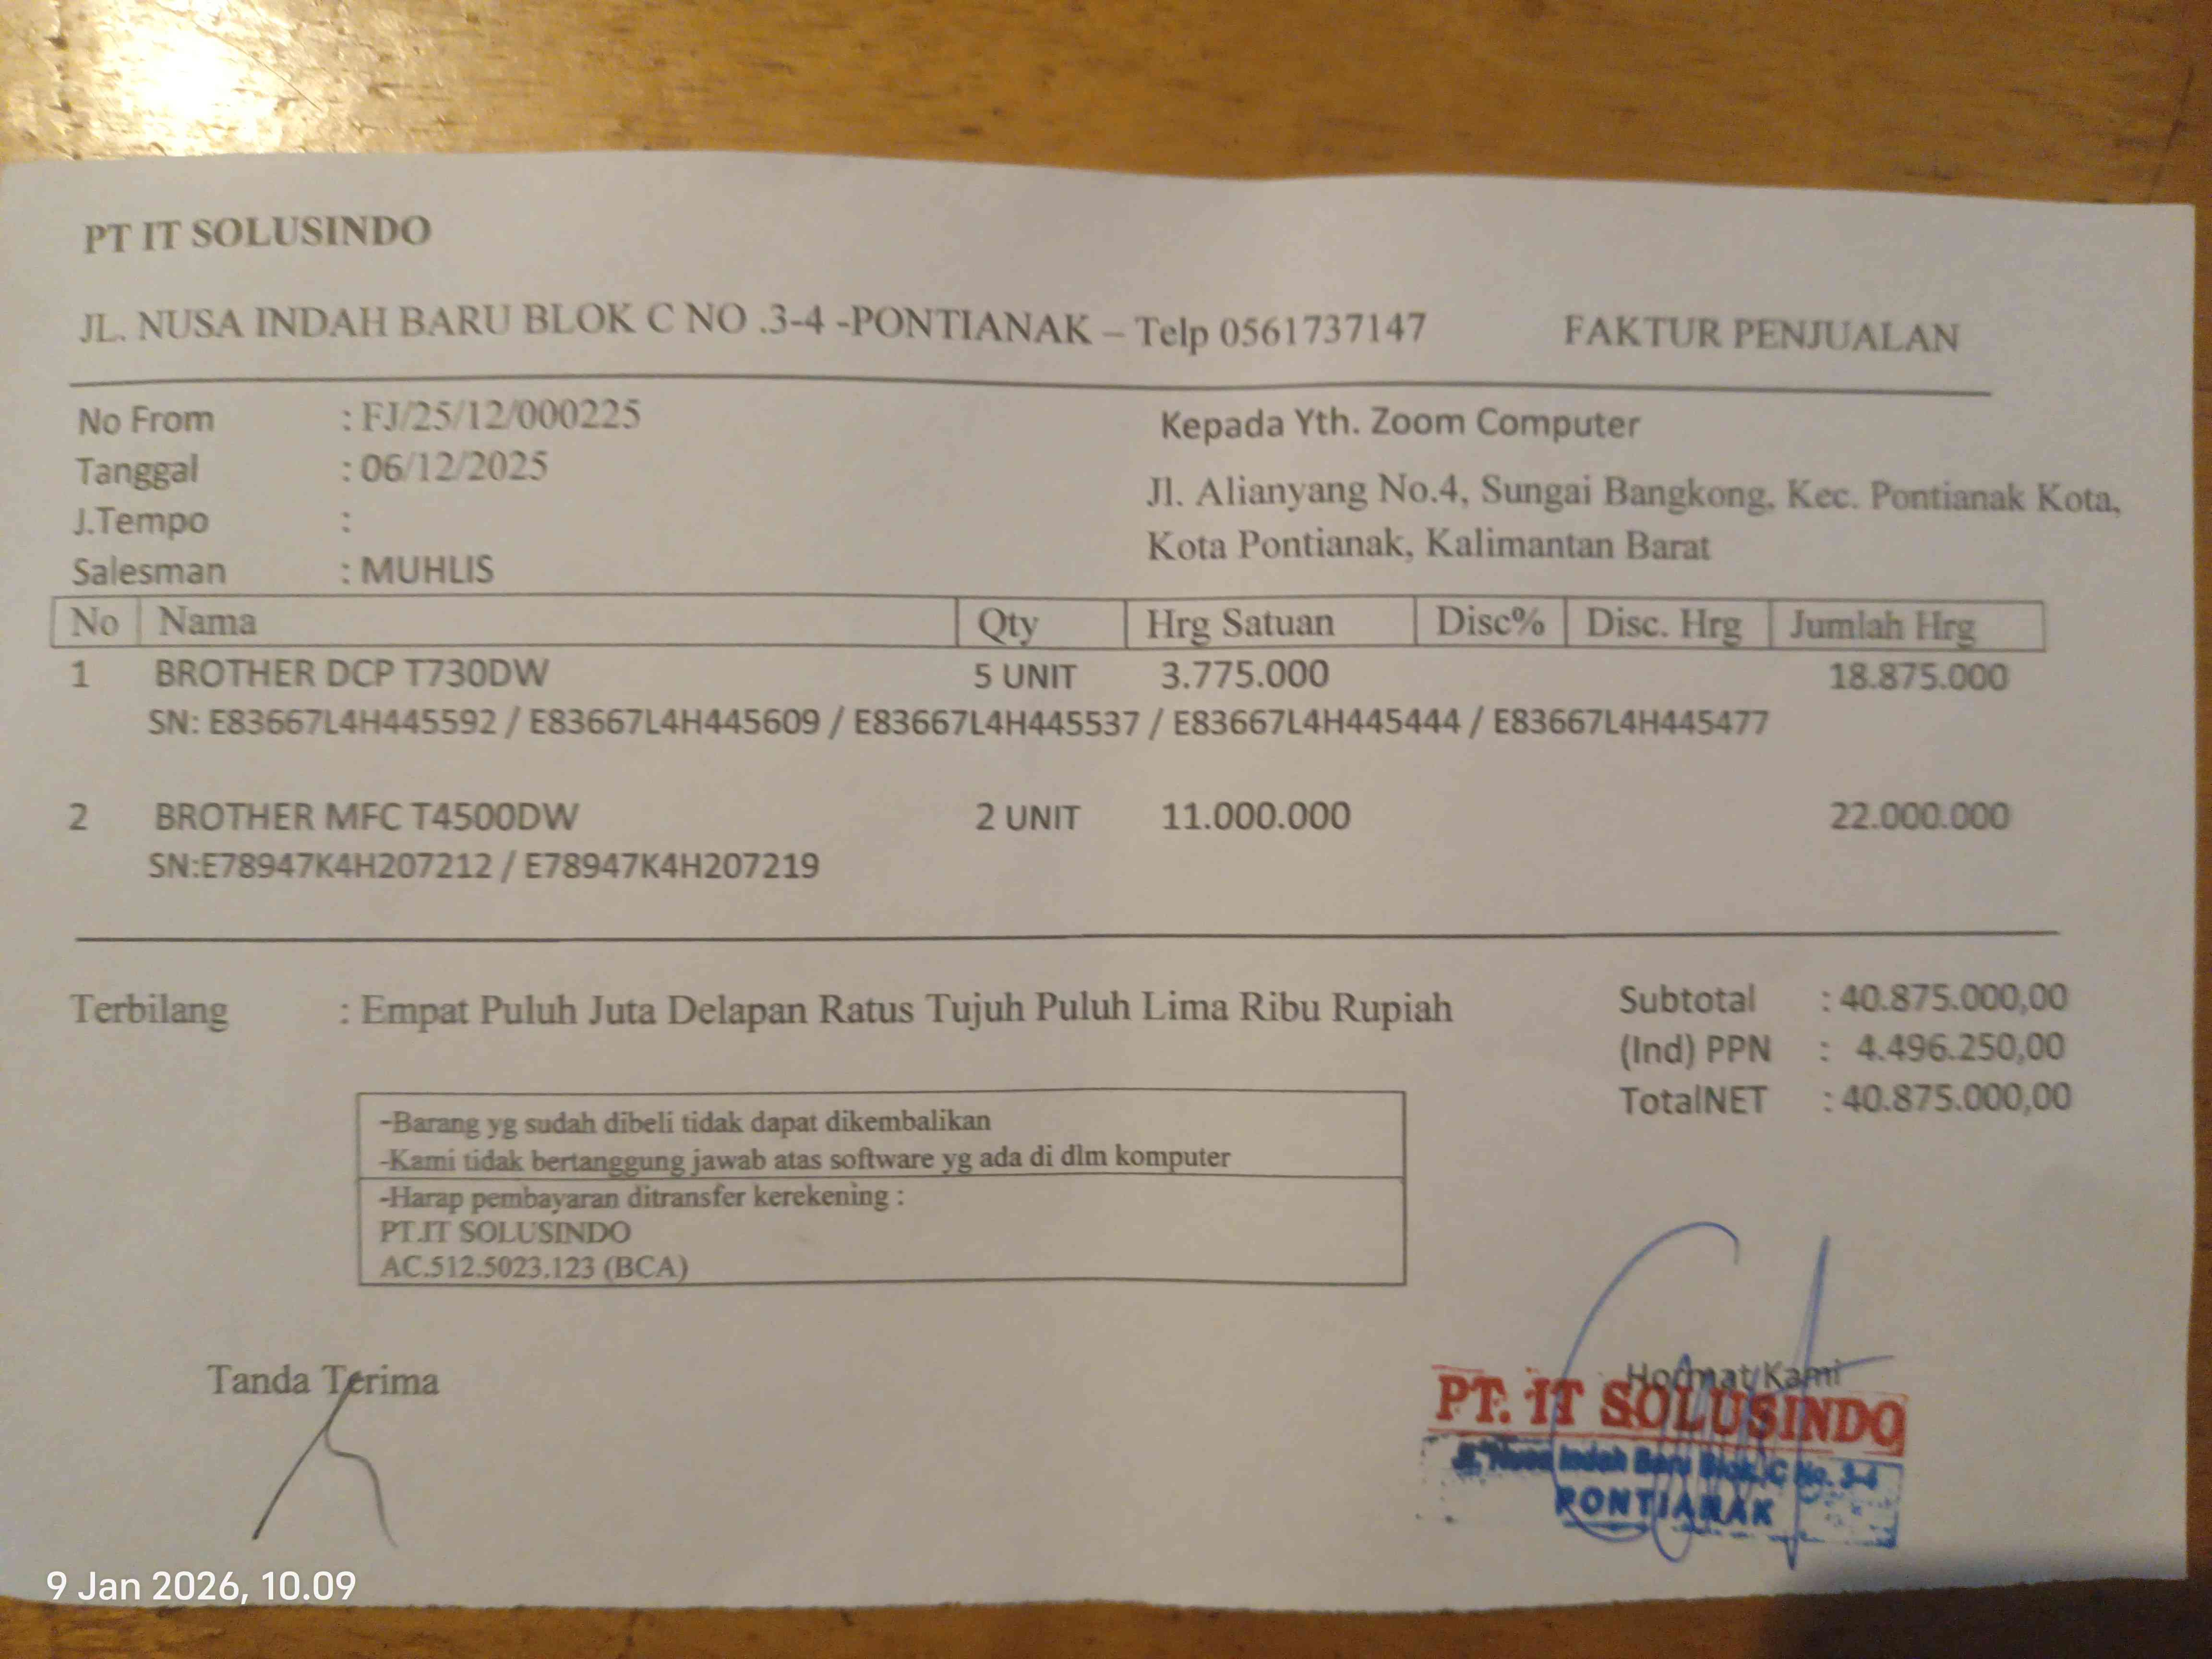 PT IT SOLUSINDO
JL. NUSA INDAH BARU BLOK C NO .3-4 -PONTIANAK – Telp 0561737147 FAKTUR PENJUALAN
No From : FJ/25/12/000225
Tanggal : 06/12/2025
J.Tempo :
Salesman : MUHLIS
Kepada Yth. Zoom Computer
Jl. Alianyang No.4, Sungai Bangkong, Kec. Pontianak Kota,
Kota Pontianak, Kalimantan Barat
No Nama Qty Hrg Satuan Disc% Disc. Hrg Jumlah Hrg
1 BROTHER DCP T730DW 5 UNIT 3.775.000 18.875.000
SN: E83667L4H445592 / E83667L4H445609 / E83667L4H445537 / E83667L4H445444 / E83667L4H445477
2 BROTHER MFC T4500DW 2 UNIT 11.000.000 22.000.000
SN:E78947K4H207212 / E78947K4H207219
Terbilang : Empat Puluh Juta Delapan Ratus Tujuh Puluh Lima Ribu Rupiah
Subtotal : 40.875.000,00
(Ind) PPN : 4.496.250,00
TotalNET : 40.875.000,00
-Barang yg sudah dibeli tidak dapat dikembalikan
-Kami tidak bertanggung jawab atas software yg ada di dlm komputer
-Harap pembayaran ditransfer kerekening :
PT.IT SOLUSINDO
AC.512.5023.123 (BCA)
Tanda Terima
Hormat Kami
PT. IT SOLUSINDO
Jl. Nusa Indah Baru Blok C No. 3-4
PONTIANAK
9 Jan 2026, 10.09